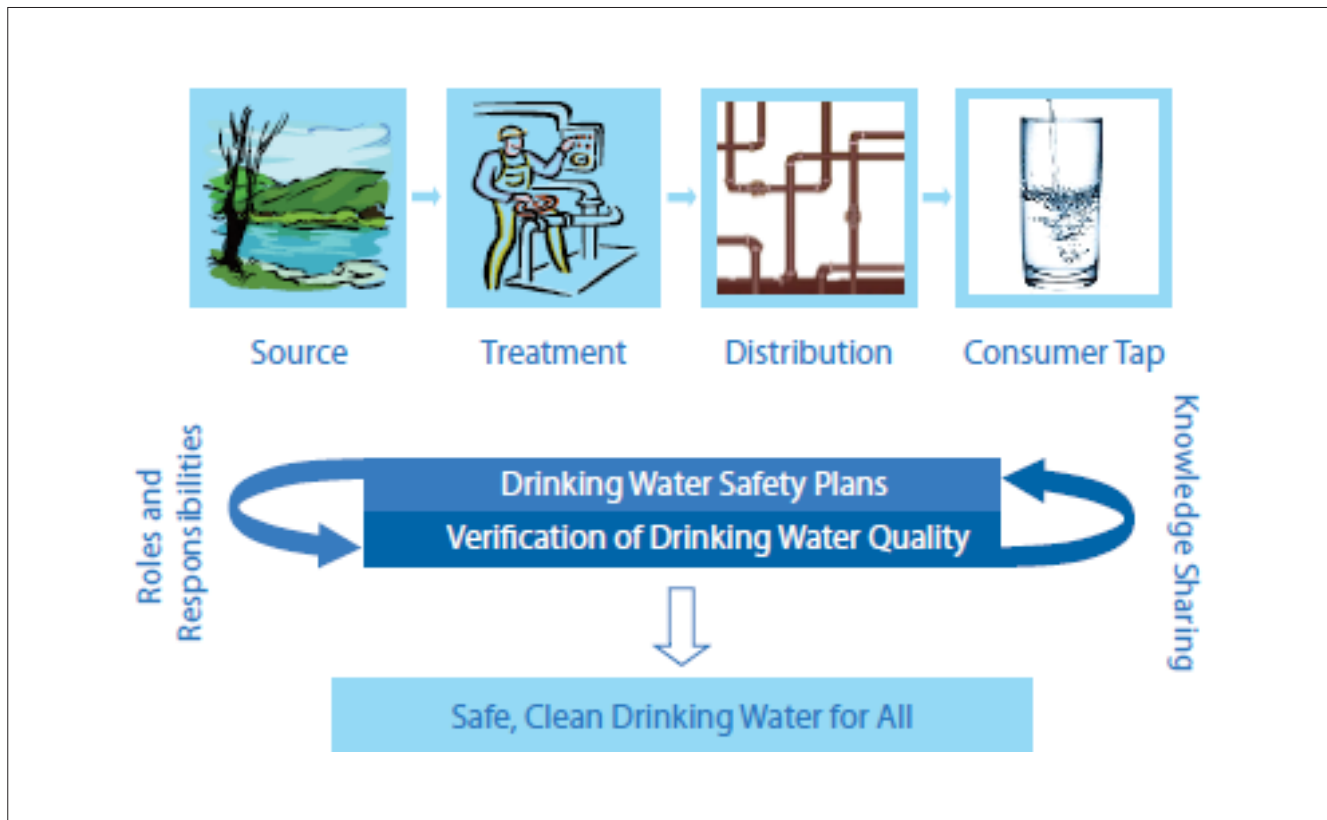 Source
Treatment
Distribution
Consumer Tap
Roles and
Responsibilities
Drinking Water Safety Plans
Verification of Drinking Water Quality
Knowledge Sharing
Safe, Clean Drinking Water for All